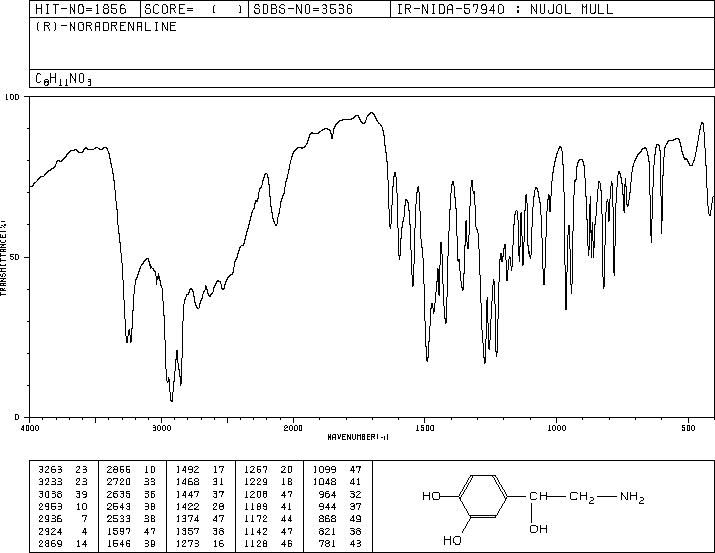 HIT-NO=1856 SCORE= ( ) SDBS-NO=3536 IR-NIDA-57940 : NUJOL MULL
(R)-NORADRENALINE
C8H11NO3
100
50
0
TRANSMITTANCE(%)
4000 3000 2000 1500 1000 500
WAVENUMBER(-1)
3263 23 2855 10 1492 17 1267 20 1099 47
3233 23 2720 33 1468 31 1229 18 1048 41
3038 39 2635 36 1447 37 1208 47 964 32
2953 10 2543 38 1422 28 1189 41 944 37
2936 7 2533 38 1374 47 1172 44 868 49
2924 4 1597 47 1357 38 1142 47 821 38
2869 14 1546 39 1273 16 1128 46 781 43
HO CH CH2 NH2
HO OH